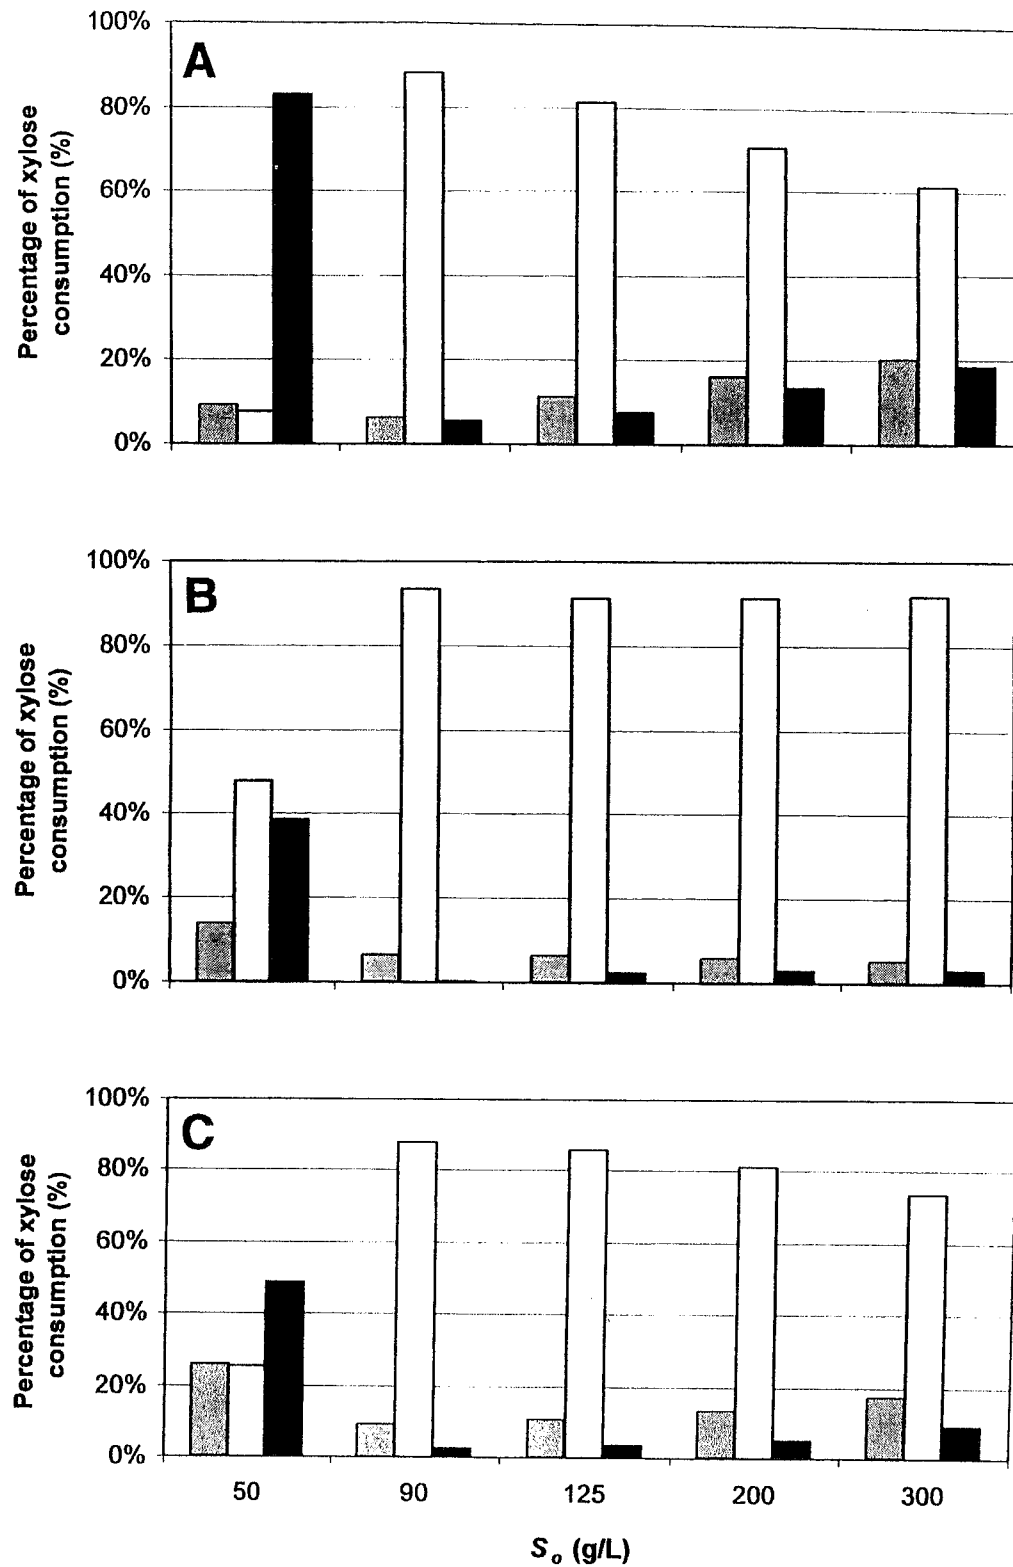 100%
80%
60%
40%
20%
0%
Percentage of xylose
consumption (%)
A
100%
80%
60%
40%
20%
0%
Percentage of xylose
consumption (%)
B
100%
80%
60%
40%
20%
0%
Percentage of xylose
consumption (%)
C
50 90 125 200 300
So (g/L)